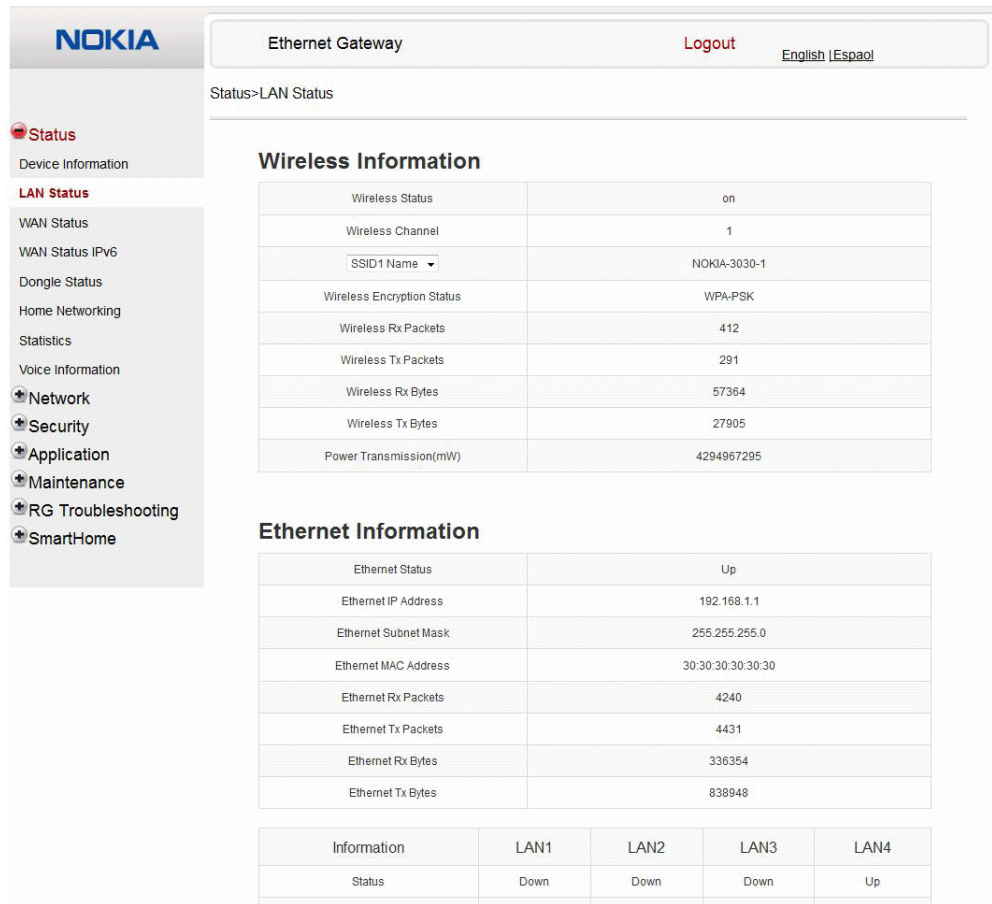 NOKIA
Ethernet Gateway
Logout
English | Espaol
Status>LAN Status
Status
Device Information
LAN Status
WAN Status
WAN Status IPv6
Dongle Status
Home Networking
Statistics
Voice Information
Network
Security
Application
Maintenance
RG Troubleshooting
SmartHome
Wireless Information
Wireless Status on
Wireless Channel 1
SSID1 Name NOKIA-3030-1
Wireless Encryption Status WPA-PSK
Wireless Rx Packets 412
Wireless Tx Packets 291
Wireless Rx Bytes 57364
Wireless Tx Bytes 27905
Power Transmission(mW) 4294967295
Ethernet Information
Ethernet Status Up
Ethernet IP Address 192.168.1.1
Ethernet Subnet Mask 255.255.255.0
Ethernet MAC Address 30:30:30:30:30:30
Ethernet Rx Packets 4240
Ethernet Tx Packets 4431
Ethernet Rx Bytes 336354
Ethernet Tx Bytes 838948
Information LAN1 LAN2 LAN3 LAN4
Status Down Down Down Up